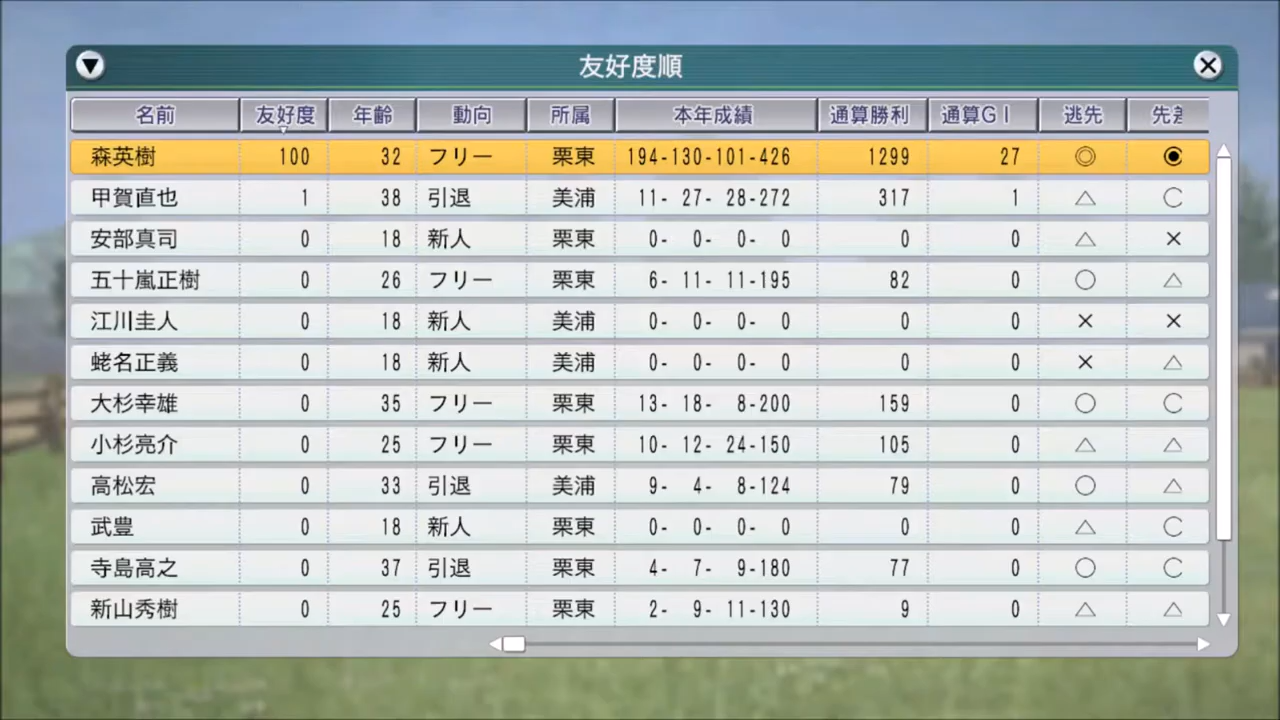 友好度順
名前 友好度 年齢 動向 所属 本年成績 通算勝利 通算GⅠ 逃先 先差
森英樹 100 32 フリー 栗東 194-130-101-426 1299 27 ◎ ◉
甲賀直也 1 38 引退 美浦 11- 27- 28-272 317 1 △ ○
安部真司 0 18 新人 栗東 0- 0- 0- 0 0 0 △ ×
五十嵐正樹 0 26 フリー 栗東 6- 11- 11-195 82 0 ○ △
江川圭人 0 18 新人 美浦 0- 0- 0- 0 0 0 × ×
蛯名正義 0 18 新人 美浦 0- 0- 0- 0 0 0 × △
大杉幸雄 0 35 フリー 栗東 13- 18- 8-200 159 0 ○ ○
小杉亮介 0 25 フリー 栗東 10- 12- 24-150 105 0 △ △
高松宏 0 33 引退 美浦 9- 4- 8-124 79 0 ○ △
武豊 0 18 新人 栗東 0- 0- 0- 0 0 0 △ ○
寺島高之 0 37 引退 栗東 4- 7- 9-180 77 0 ○ ○
新山秀樹 0 25 フリー 栗東 2- 9- 11-130 9 0 △ △